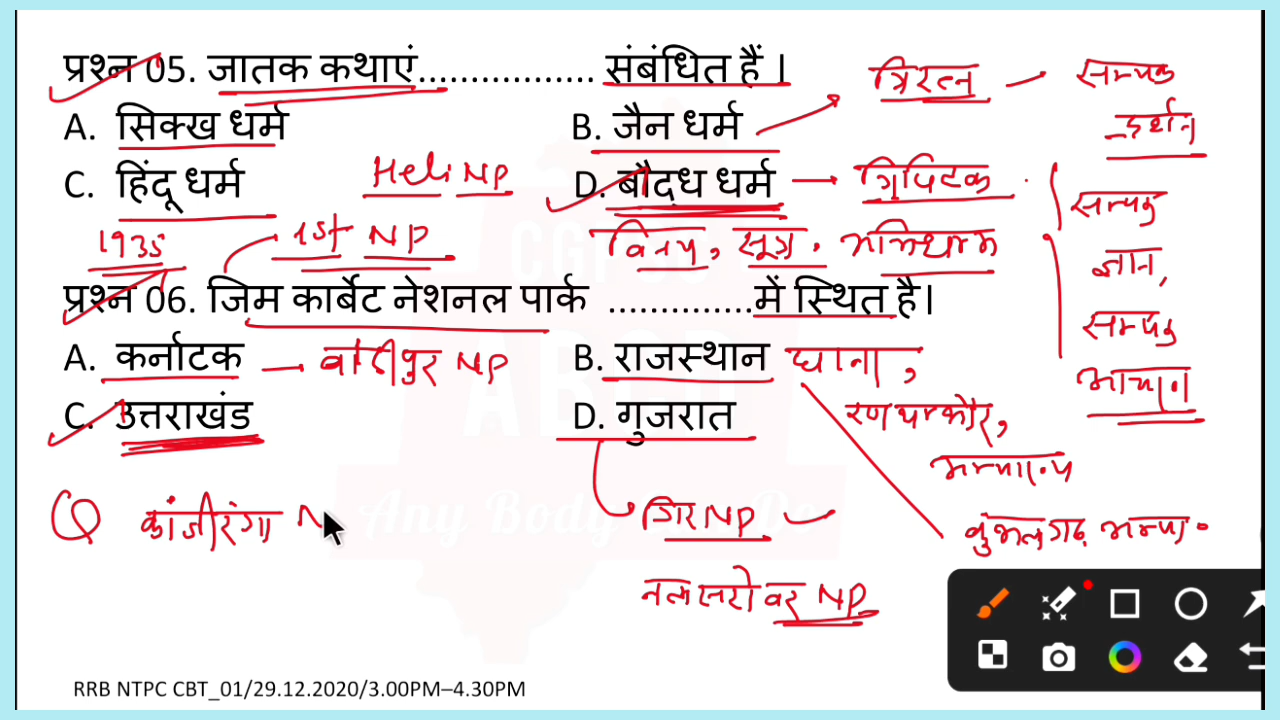 प्रश्न 05. जातक कथाएं................. संबंधित हैं । त्रिरत्न – सम्यक
दर्शन
A. सिक्ख धर्म B. जैन धर्म
C. हिंदू धर्म Heli NP D. बौद्ध धर्म → त्रिपिटक
सम्यक
ज्ञान,
सम्यक
1935 1st NP विनय, सूत्र, अभिधम्म
प्रश्न 06. जिम कार्बेट नेशनल पार्क ..............में स्थित है।
A. कर्नाटक – बांदीपुर NP B. राजस्थान घाना,
C. उत्तराखंड D. गुजरात
Q कांजीरंगा N गिर NP
नलसरोवर NP
Any Body
RRB NTPC CBT_01/29.12.2020/3.00PM–4.30PM